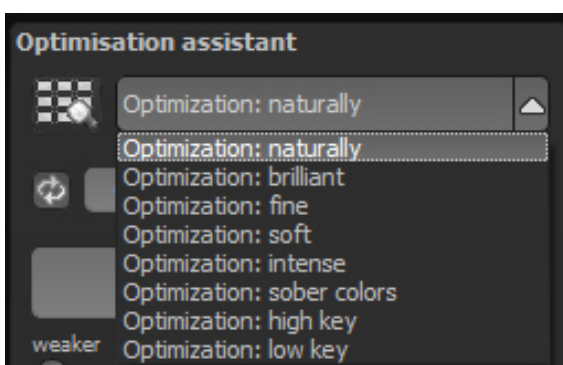 Optimisation assistant
Optimization: naturally
Optimization: naturally
Optimization: brilliant
Optimization: fine
Optimization: soft
Optimization: intense
Optimization: sober colors
Optimization: high key
weaker
Optimization: low key